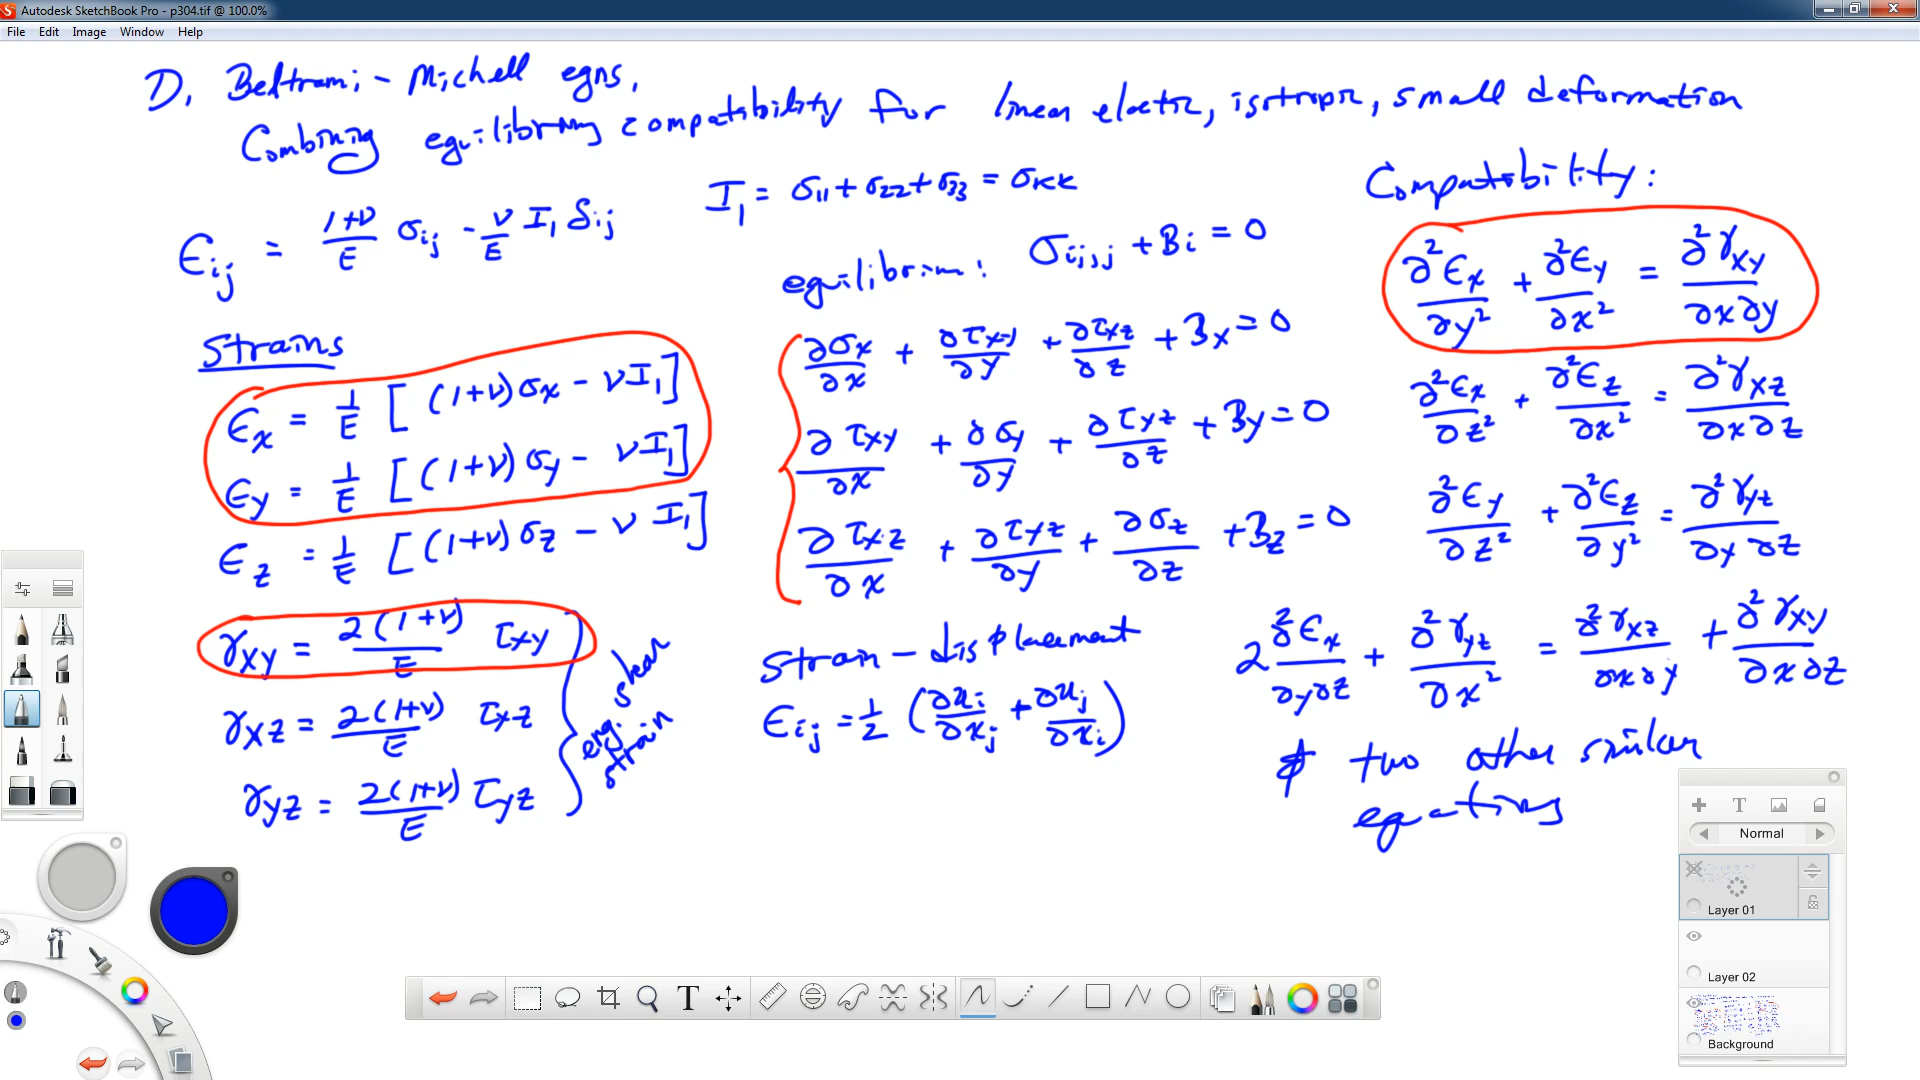 Autodesk SketchBook Pro - p304.tif @ 100.0%
File Edit Image Window Help
D. Beltrami - Michell eqns.
Combining equilibrium compatibility for linear elastic, isotropic, small deformation
ϵij = 1+ν/E σij - ν/E I₁ δij
I₁ = σ11 + σ22 + σ33 = σKK
equilibrium: σij,j + Bi = 0
Strains
ϵx = 1/E [(1+ν)σx - νI₁]
ϵy = 1/E [(1+ν)σy - νI₁]
ϵz = 1/E [(1+ν)σz - νI₁]
γxy = 2(1+ν)/E τxy
γxz = 2(1+ν)/E τxz
γyz = 2(1+ν)/E τyz
eng. shear
strain
∂σx/∂x + ∂τxy/∂y + ∂τxz/∂z + Bx = 0
∂τxy/∂x + ∂σy/∂y + ∂τyz/∂z + By = 0
∂τxz/∂x + ∂τyz/∂y + ∂σz/∂z + Bz = 0
Strain - displacement
ϵij = 1/2 (∂ui/∂xj + ∂uj/∂xi)
Compatibility:
∂²ϵx/∂y² + ∂²ϵy/∂x² = ∂²γxy/∂x∂y
∂²ϵx/∂z² + ∂²ϵz/∂x² = ∂²γxz/∂x∂z
∂²ϵy/∂z² + ∂²ϵz/∂y² = ∂²γyz/∂y∂z
2 ∂²ϵx/∂y∂z + ∂²γyz/∂x² = ∂²γxz/∂x∂y + ∂²γxy/∂x∂z
& two other similar
equations
T
Normal
Layer 01
Layer 02
Background
T